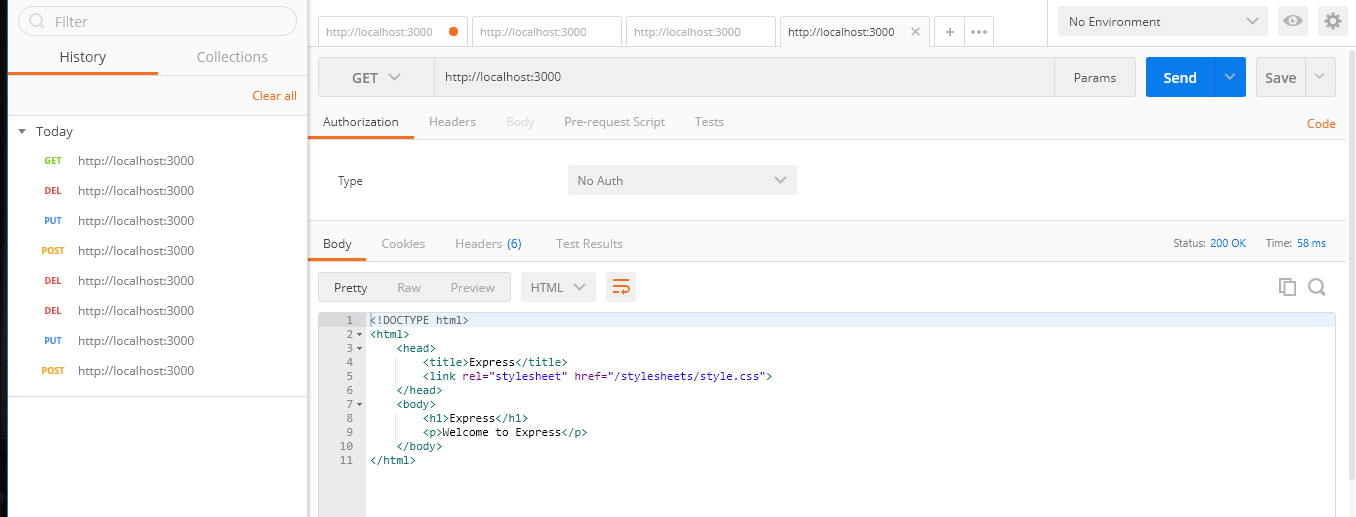 Filter
History Collections
Clear all
Today
GET http://localhost:3000
DEL http://localhost:3000
PUT http://localhost:3000
POST http://localhost:3000
DEL http://localhost:3000
DEL http://localhost:3000
PUT http://localhost:3000
POST http://localhost:3000
http://localhost:3000 http://localhost:3000 http://localhost:3000 http://localhost:3000 × + •••
No Environment
GET http://localhost:3000 Params Send Save
Authorization Headers Body Pre-request Script Tests Code
Type No Auth
Body Cookies Headers (6) Test Results Status: 200 OK Time: 58 ms
Pretty Raw Preview HTML
1 <!DOCTYPE html>
2 <html>
3 <head>
4 <title>Express</title>
5 <link rel="stylesheet" href="/stylesheets/style.css">
6 </head>
7 <body>
8 <h1>Express</h1>
9 <p>Welcome to Express</p>
10 </body>
11 </html>